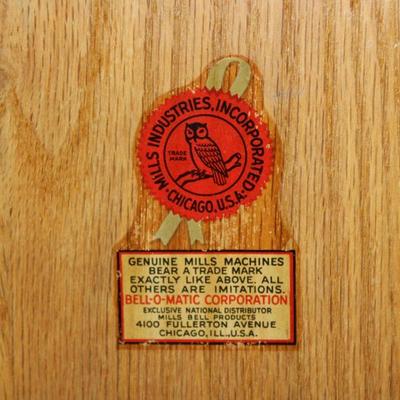 MILLS INDUSTRIES, INCORPORATED
TRADE
MARK
· CHICAGO, U.S.A. ·
GENUINE MILLS MACHINES
BEAR A TRADE MARK
EXACTLY LIKE ABOVE. ALL
OTHERS ARE IMITATIONS.
BELL-O-MATIC CORPORATION
EXCLUSIVE NATIONAL DISTRIBUTOR
MILLS BELL PRODUCTS
4100 FULLERTON AVENUE
CHICAGO, ILL., U.S.A.